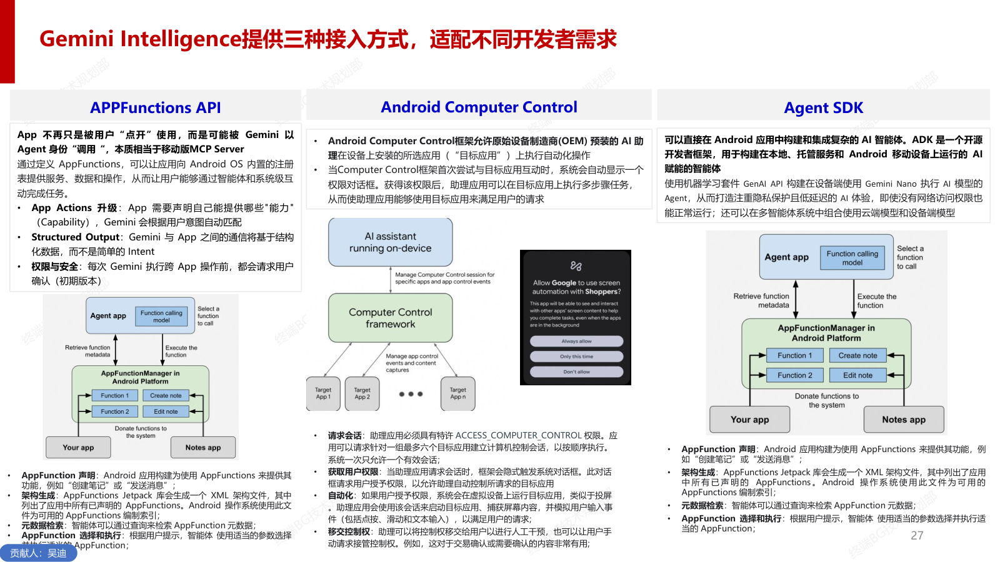 Gemini Intelligence提供三种接入方式，适配不同开发者需求
APPFunctions API
App 不再只是被用户“点开”使用，而是可能被 Gemini 以
Agent 身份“调用“，本质相当于移动版MCP Server
通过定义 AppFunctions，可以让应用向 Android OS 内置的注册
表提供服务、数据和操作，从而让用户能够通过智能体和系统级互
动完成任务。
• App Actions 升级：App 需要声明自己能提供哪些"能力"
（Capability），Gemini 会根据用户意图自动匹配
• Structured Output：Gemini 与 App 之间的通信将基于结构
化数据，而不是简单的 Intent
• 权限与安全：每次 Gemini 执行跨 App 操作前，都会请求用户
确认（初期版本）
Agent app
Function calling
model
Select a
function
to call
Retrieve function
metadata
Execute the
function
AppFunctionManager in
Android Platform
Function 1
Create note
Function 2
Edit note
Donate functions to
the system
Your app
Notes app
• AppFunction 声明：Android 应用构建为使用 AppFunctions 来提供其
功能，例如“创建笔记”或“发送消息”；
• 架构生成：AppFunctions Jetpack 库会生成一个 XML 架构文件，其中
列出了应用中所有已声明的 AppFunctions。Android 操作系统使用此文
件为可用的 AppFunctions 编制索引；
• 元数据检索：智能体可以通过查询来检索 AppFunction 元数据；
• AppFunction 选择和执行：根据用户提示，智能体 使用适当的参数选择
并执行适当的 AppFunction；
贡献人：吴迪
Android Computer Control
• Android Computer Control框架允许原始设备制造商(OEM) 预装的 AI 助
理在设备上安装的所选应用（“目标应用”）上执行自动化操作
• 当Computer Control框架首次尝试与目标应用互动时，系统会自动显示一个
权限对话框。获得该权限后，助理应用可以在目标应用上执行多步骤任务，
从而使助理应用能够使用目标应用来满足用户的请求
AI assistant
running on-device
Manage Computer Control session for
specific apps and app control events
Computer Control
framework
Manage app control
events and content
captures
Target
App 1
Target
App 2
Target
App n
Allow Google to use screen
automation with Shoppers?
This app will be able to see and interact
with other apps' screen content to help
you complete tasks, even when the apps
are in the background
Always allow
Only this time
Don't allow
• 请求会话：助理应用必须具有特许 ACCESS_COMPUTER_CONTROL 权限。应
用可以请求针对一组最多六个目标应用建立计算机控制会话，以按顺序执行。
系统一次只允许一个有效会话；
• 获取用户权限：当助理应用请求会话时，框架会隐式触发系统对话框。此对话
框请求用户授予权限，以允许助理自动控制所请求的目标应用
• 自动化：如果用户授予权限，系统会在虚拟设备上运行目标应用，类似于投屏
。助理应用会使用该会话来启动目标应用、捕获屏幕内容，并模拟用户输入事
件（包括点按、滑动和文本输入），以满足用户的请求；
• 移交控制权：助理可以将控制权移交给用户以进行人工干预，也可以让用户手
动请求接管控制权。例如，这对于交易确认或需要确认的内容非常有用；
Agent SDK
可以直接在 Android 应用中构建和集成复杂的 AI 智能体。ADK 是一个开源
开发者框架，用于构建在本地、托管服务和 Android 移动设备上运行的 AI
赋能的智能体
使用机器学习套件 GenAI API 构建在设备端使用 Gemini Nano 执行 AI 模型的
Agent，从而打造注重隐私保护且低延迟的 AI 体验，即使没有网络访问权限也
能正常运行；还可以在多智能体系统中组合使用云端模型和设备端模型
Agent app
Function calling
model
Select a
function
to call
Retrieve function
metadata
Execute the
function
AppFunctionManager in
Android Platform
Function 1
Create note
Function 2
Edit note
Donate functions to
the system
Your app
Notes app
• AppFunction 声明：Android 应用构建为使用 AppFunctions 来提供其功能，例
如“创建笔记”或“发送消息”；
• 架构生成：AppFunctions Jetpack 库会生成一个 XML 架构文件，其中列出了应用
中所有已声明的 AppFunctions。Android 操作系统使用此文件为可用的
AppFunctions 编制索引；
• 元数据检索：智能体可以通过查询来检索 AppFunction 元数据；
• AppFunction 选择和执行：根据用户提示，智能体 使用适当的参数选择并执行适
当的 AppFunction；
27